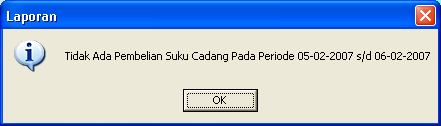 Laporan
Tidak Ada Pembelian Suku Cadang Pada Periode 05-02-2007 s/d 06-02-2007
OK